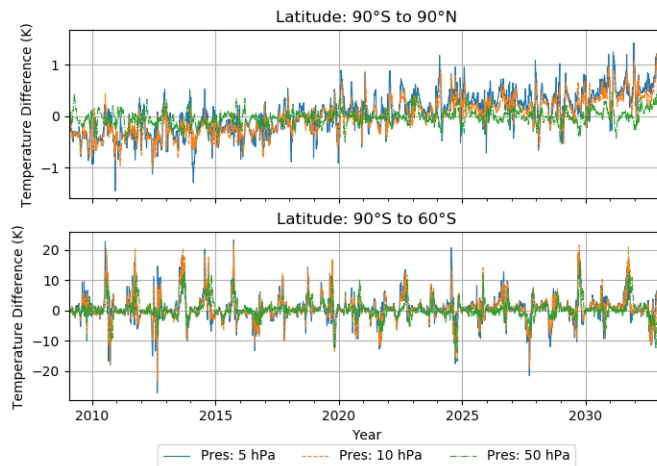 Latitude: 90°S to 90°N
Temperature Difference (K)
1
0
−1
Latitude: 90°S to 60°S
Temperature Difference (K)
20
10
0
−10
−20
2010 2015 2020 2025 2030
Year
Pres: 5 hPa Pres: 10 hPa Pres: 50 hPa